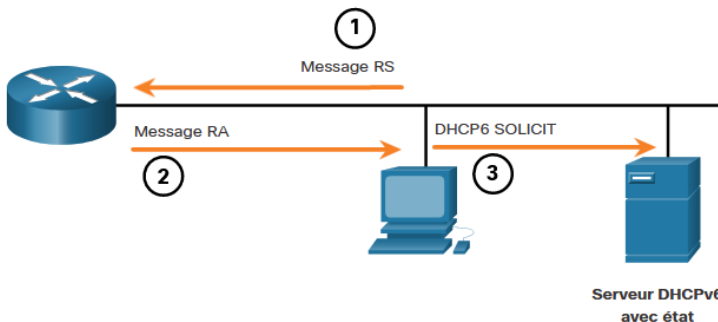 1
Message RS
Message RA
2
DHCP6 SOLICIT
3
Serveur DHCPv6
avec état